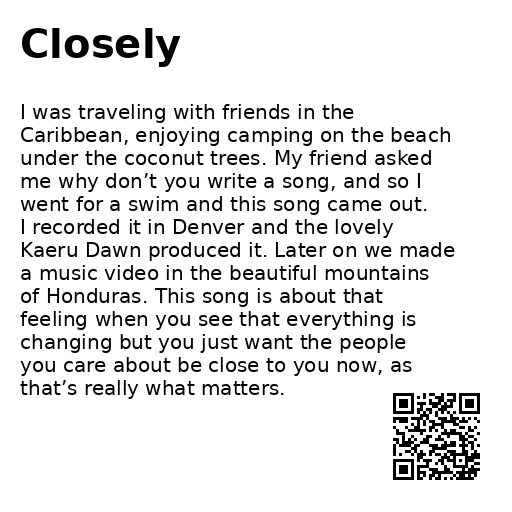 Closely
I was traveling with friends in the
Caribbean, enjoying camping on the beach
under the coconut trees. My friend asked
me why don’t you write a song, and so I
went for a swim and this song came out.
I recorded it in Denver and the lovely
Kaeru Dawn produced it. Later on we made
a music video in the beautiful mountains
of Honduras. This song is about that
feeling when you see that everything is
changing but you just want the people
you care about be close to you now, as
that’s really what matters.